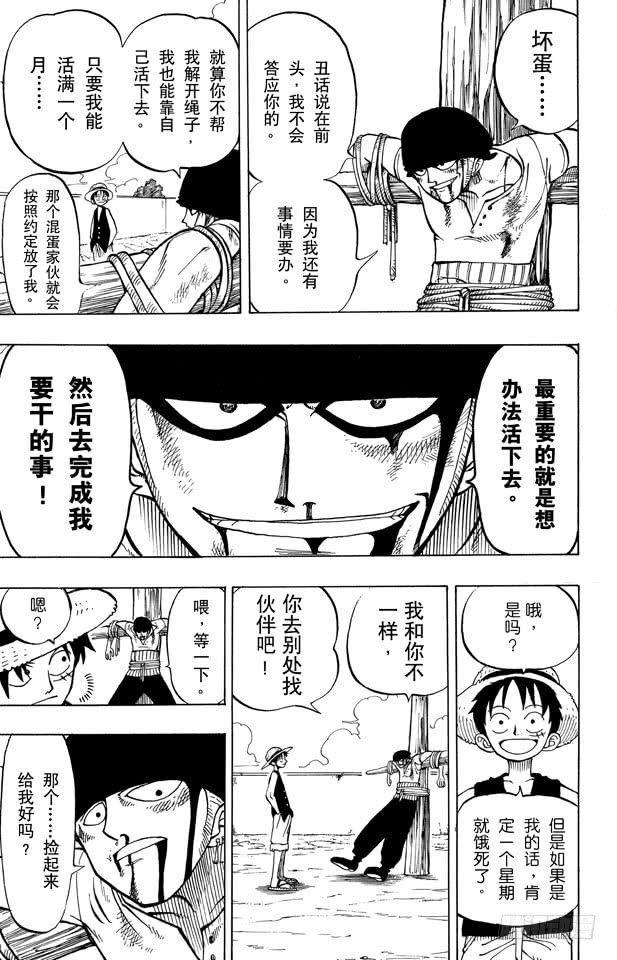 坏蛋……
丑话说在前
头，我不会
答应你的。
因为我还有
事情要办。
就算你不帮
我解开绳子，
我也能靠自
己活下去。
只要我能
活满一个
月……
那个混蛋家伙就会
按照约定放了我。
最重要的就是想
办法活下去。
然后去完成我
要干的事！
哦，
是吗？
但是如果是
我的话，肯
定一个星期
就饿死了。
我和你不
一样，
你去别处找
伙伴吧！
喂，等一下。
嗯？
那个……捡起来
给我好吗？